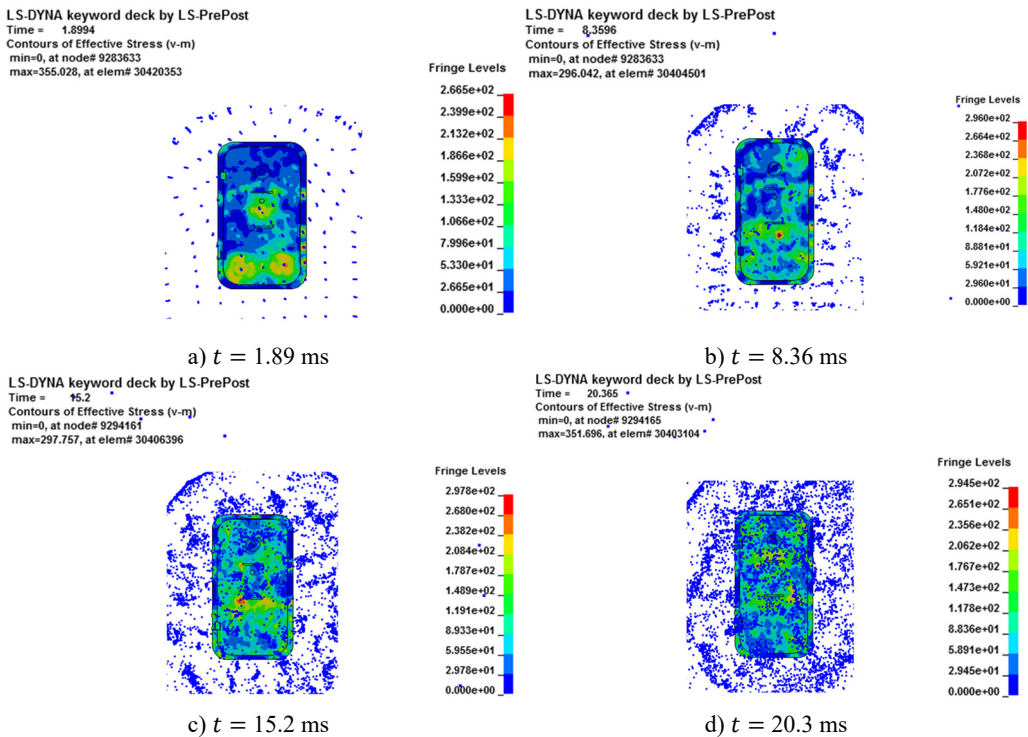 LS-DYNA keyword deck by LS-PrePost
Time = 1.8994
Contours of Effective Stress (v-m)
min=0, at node# 9283633
max=355.028, at elem# 30420353
Fringe Levels
2.665e+02
2.399e+02
2.132e+02
1.866e+02
1.599e+02
1.333e+02
1.066e+02
7.996e+01
5.330e+01
2.665e+01
0.000e+00
a) t = 1.89 ms
LS-DYNA keyword deck by LS-PrePost
Time = 8.3596
Contours of Effective Stress (v-m)
min=0, at node# 9283633
max=296.042, at elem# 30404501
Fringe Levels
2.960e+02
2.664e+02
2.368e+02
2.072e+02
1.776e+02
1.480e+02
1.184e+02
8.881e+01
5.921e+01
2.960e+01
0.000e+00
b) t = 8.36 ms
LS-DYNA keyword deck by LS-PrePost
Time = 15.2
Contours of Effective Stress (v-m)
min=0, at node# 9294161
max=297.757, at elem# 30406396
Fringe Levels
2.978e+02
2.680e+02
2.382e+02
2.084e+02
1.787e+02
1.489e+02
1.191e+02
8.933e+01
5.955e+01
2.978e+01
0.000e+00
c) t = 15.2 ms
LS-DYNA keyword deck by LS-PrePost
Time = 20.365
Contours of Effective Stress (v-m)
min=0, at node# 9294165
max=351.696, at elem# 30403104
Fringe Levels
2.945e+02
2.651e+02
2.356e+02
2.062e+02
1.767e+02
1.473e+02
1.178e+02
8.836e+01
5.891e+01
2.945e+01
0.000e+00
d) t = 20.3 ms